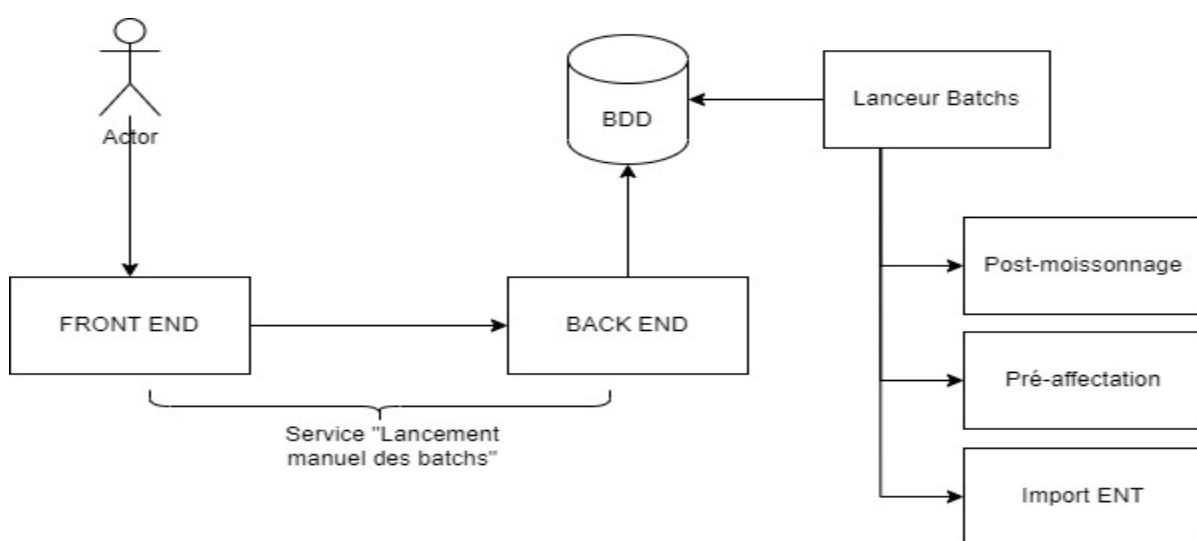 Actor
BDD
Lanceur Batchs
Post-moissonnage
FRONT END
BACK END
Pré-affectation
Service "Lancement
manuel des batchs"
Import ENT